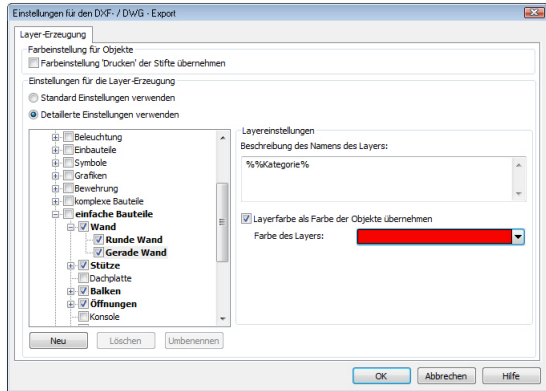 Einstellungen für den DXF- / DWG - Export
Layer-Erzeugung
Farbeinstellung für Objekte
Farbeinstellung 'Drucken' der Stifte übernehmen
Einstellungen für die Layer-Erzeugung
Standard Einstellungen verwenden
Detaillerte Einstellungen verwenden
Beleuchtung
Einbauteile
Symbole
Grafiken
Bewehrung
komplexe Bauteile
einfache Bauteile
Wand
Runde Wand
Gerade Wand
Stütze
Dachplatte
Balken
Öffnungen
Konsole
Layereinstellungen
Beschreibung des Namens des Layers:
%%Kategorie%
Layerfarbe als Farbe der Objekte übernehmen
Farbe des Layers:
Neu
Löschen
Umbenennen
OK
Abbrechen
Hilfe